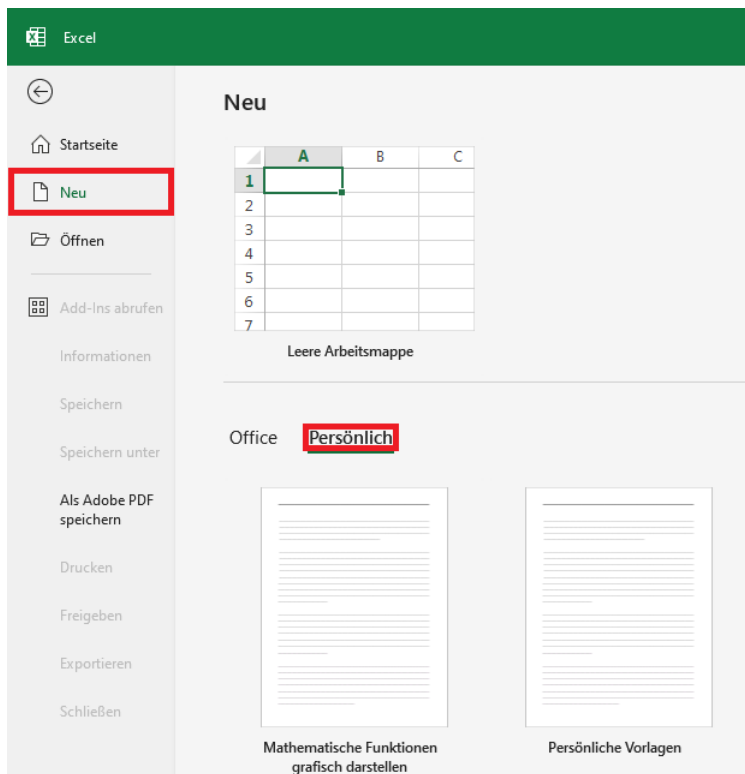 Excel
Startseite
Neu
Öffnen
Add-Ins abrufen
Informationen
Speichern
Speichern unter
Als Adobe PDF
speichern
Drucken
Freigeben
Exportieren
Schließen
Neu
A B C
1
2
3
4
5
6
7
Leere Arbeitsmappe
Office Persönlich
Mathematische Funktionen
grafisch darstellen
Persönliche Vorlagen